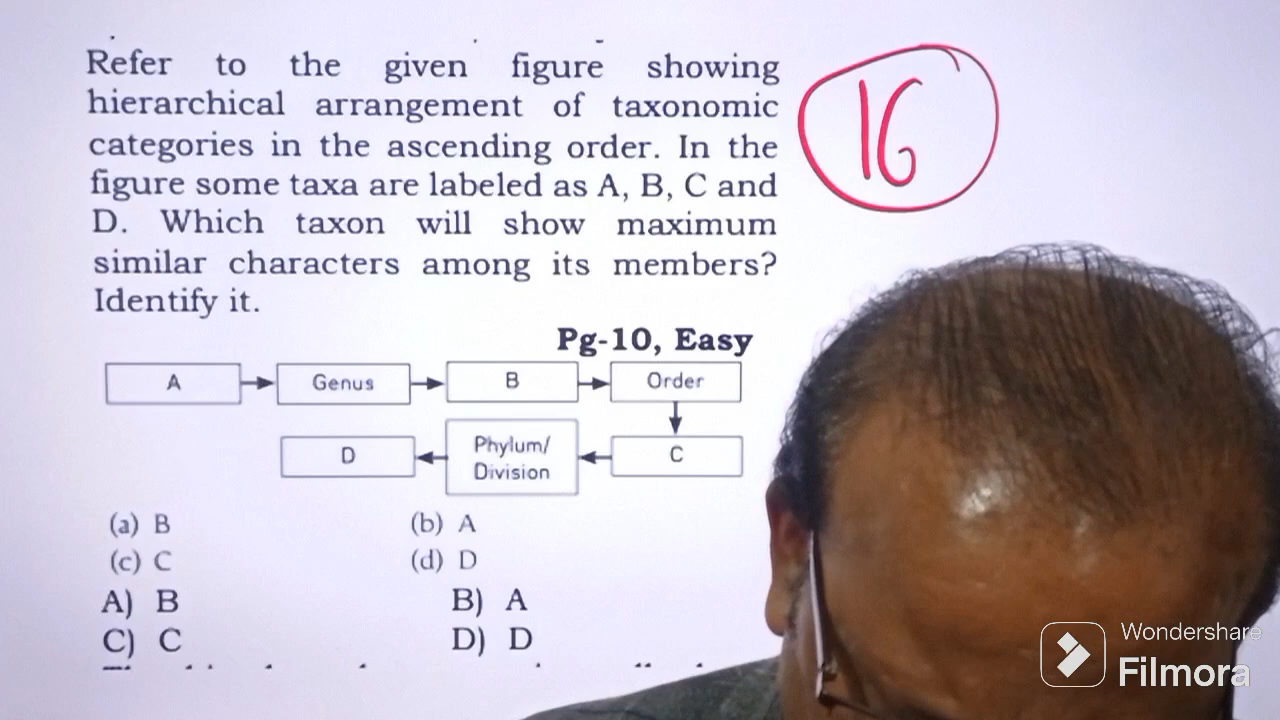 Refer to the given figure showing
hierarchical arrangement of taxonomic
categories in the ascending order. In the
figure some taxa are labeled as A, B, C and
D. Which taxon will show maximum
similar characters among its members?
Identify it.
16
Pg-10, Easy
A Genus B Order
D Phylum/ C
Division
(a) B (b) A
(c) C (d) D
A) B B) A
C) C D) D
Wondershare
Filmora